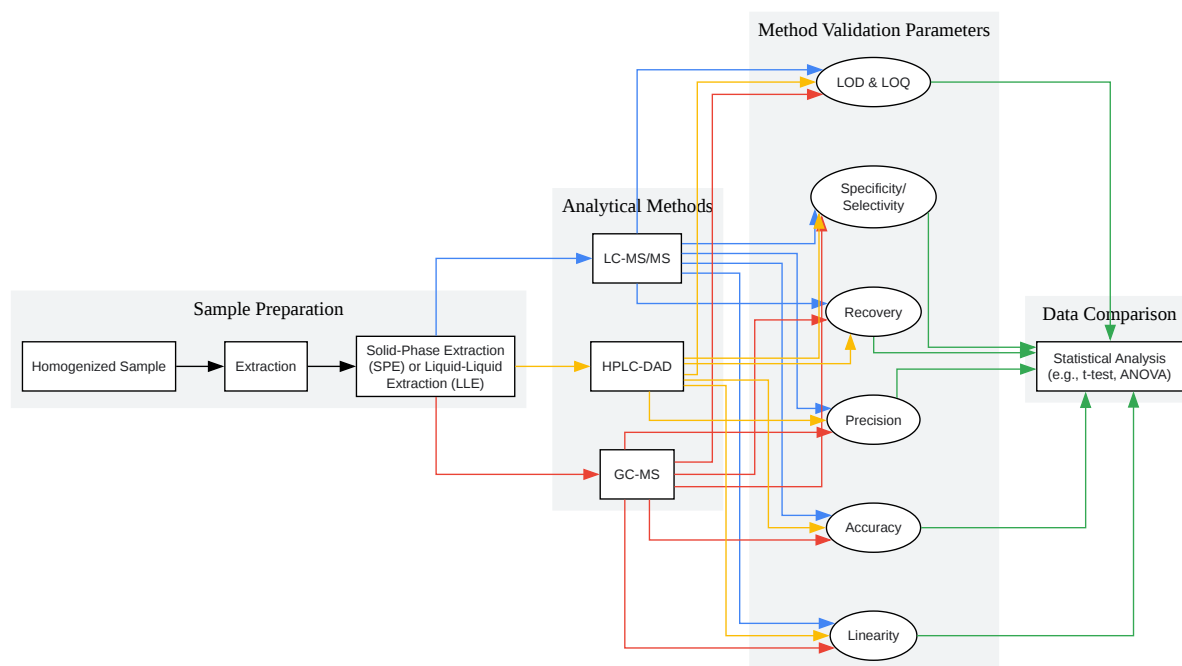 Method Validation Parameters
LOD & LOQ
Specificity/
Selectivity
Analytical Methods
LC-MS/MS
Sample Preparation
Recovery
Data Comparison
Homogenized Sample
Extraction
Solid-Phase Extraction
(SPE) or Liquid-Liquid
Extraction (LLE)
HPLC-DAD
Statistical Analysis
(e.g., t-test, ANOVA)
Precision
GC-MS
Accuracy
Linearity